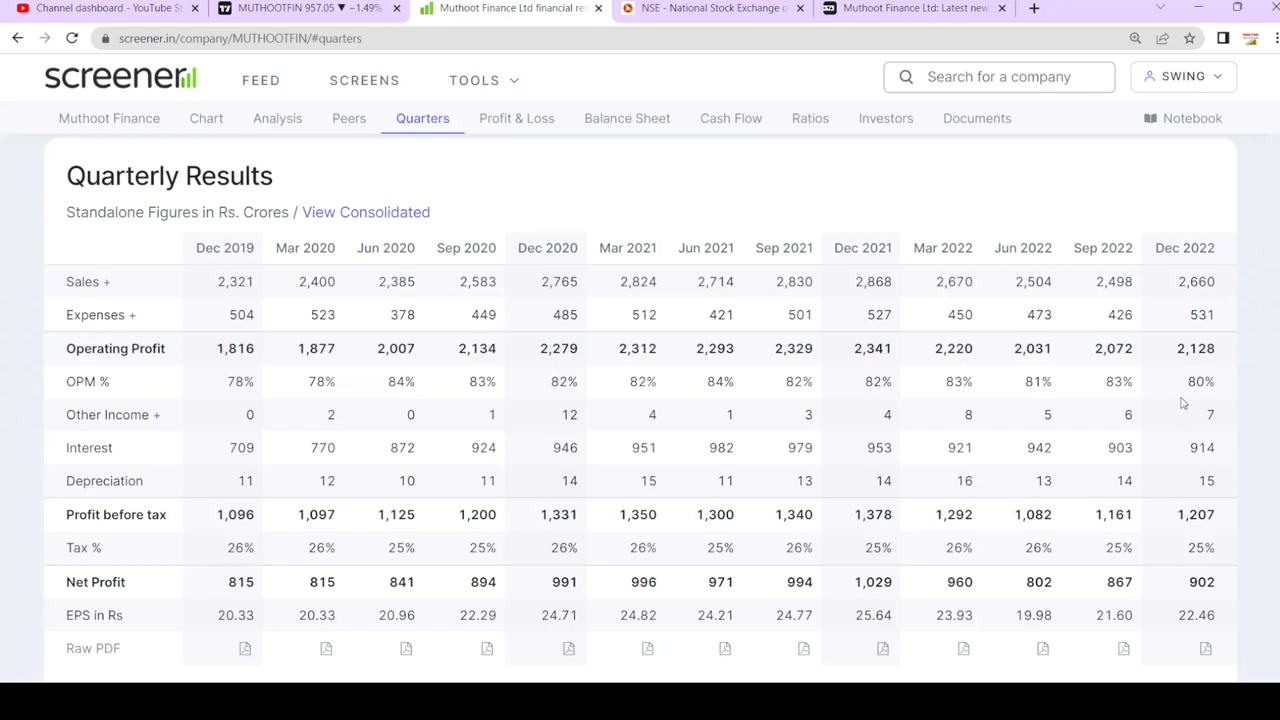 Channel dashboard - YouTube St
MUTHOOTFIN 957.05 ▼ −1.49%
Muthoot Finance Ltd financial res
NSE - National Stock Exchange o
Muthoot Finance Ltd: Latest new
screener.in/company/MUTHOOTFIN/#quarters
screener
FEED
SCREENS
TOOLS
Search for a company
SWING
Muthoot Finance
Chart
Analysis
Peers
Quarters
Profit & Loss
Balance Sheet
Cash Flow
Ratios
Investors
Documents
Notebook
Quarterly Results
Standalone Figures in Rs. Crores / View Consolidated
Dec 2019 Mar 2020 Jun 2020 Sep 2020 Dec 2020 Mar 2021 Jun 2021 Sep 2021 Dec 2021 Mar 2022 Jun 2022 Sep 2022 Dec 2022
Sales + 2,321 2,400 2,385 2,583 2,765 2,824 2,714 2,830 2,868 2,670 2,504 2,498 2,660
Expenses + 504 523 378 449 485 512 421 501 527 450 473 426 531
Operating Profit 1,816 1,877 2,007 2,134 2,279 2,312 2,293 2,329 2,341 2,220 2,031 2,072 2,128
OPM % 78% 78% 84% 83% 82% 82% 84% 82% 82% 83% 81% 83% 80%
Other Income + 0 2 0 1 12 4 1 3 4 8 5 6 7
Interest 709 770 872 924 946 951 982 979 953 921 942 903 914
Depreciation 11 12 10 11 14 15 11 13 14 16 13 14 15
Profit before tax 1,096 1,097 1,125 1,200 1,331 1,350 1,300 1,340 1,378 1,292 1,082 1,161 1,207
Tax % 26% 26% 25% 25% 26% 26% 25% 26% 25% 26% 26% 25% 25%
Net Profit 815 815 841 894 991 996 971 994 1,029 960 802 867 902
EPS in Rs 20.33 20.33 20.96 22.29 24.71 24.82 24.21 24.77 25.64 23.93 19.98 21.60 22.46
Raw PDF